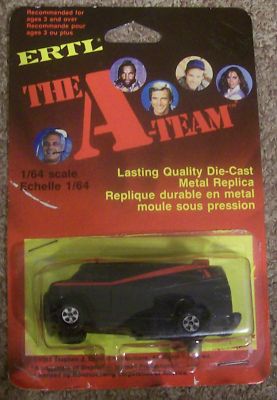 Recommended for
ages 3 and over
Recommandé pour
ages 3 ou plus
ERTL
THE
A-TEAM
1/64 scale
Echelle 1/64
Lasting Quality Die-Cast
Metal Replica
Replique durable en metal
moule sous pression
Stephen J.